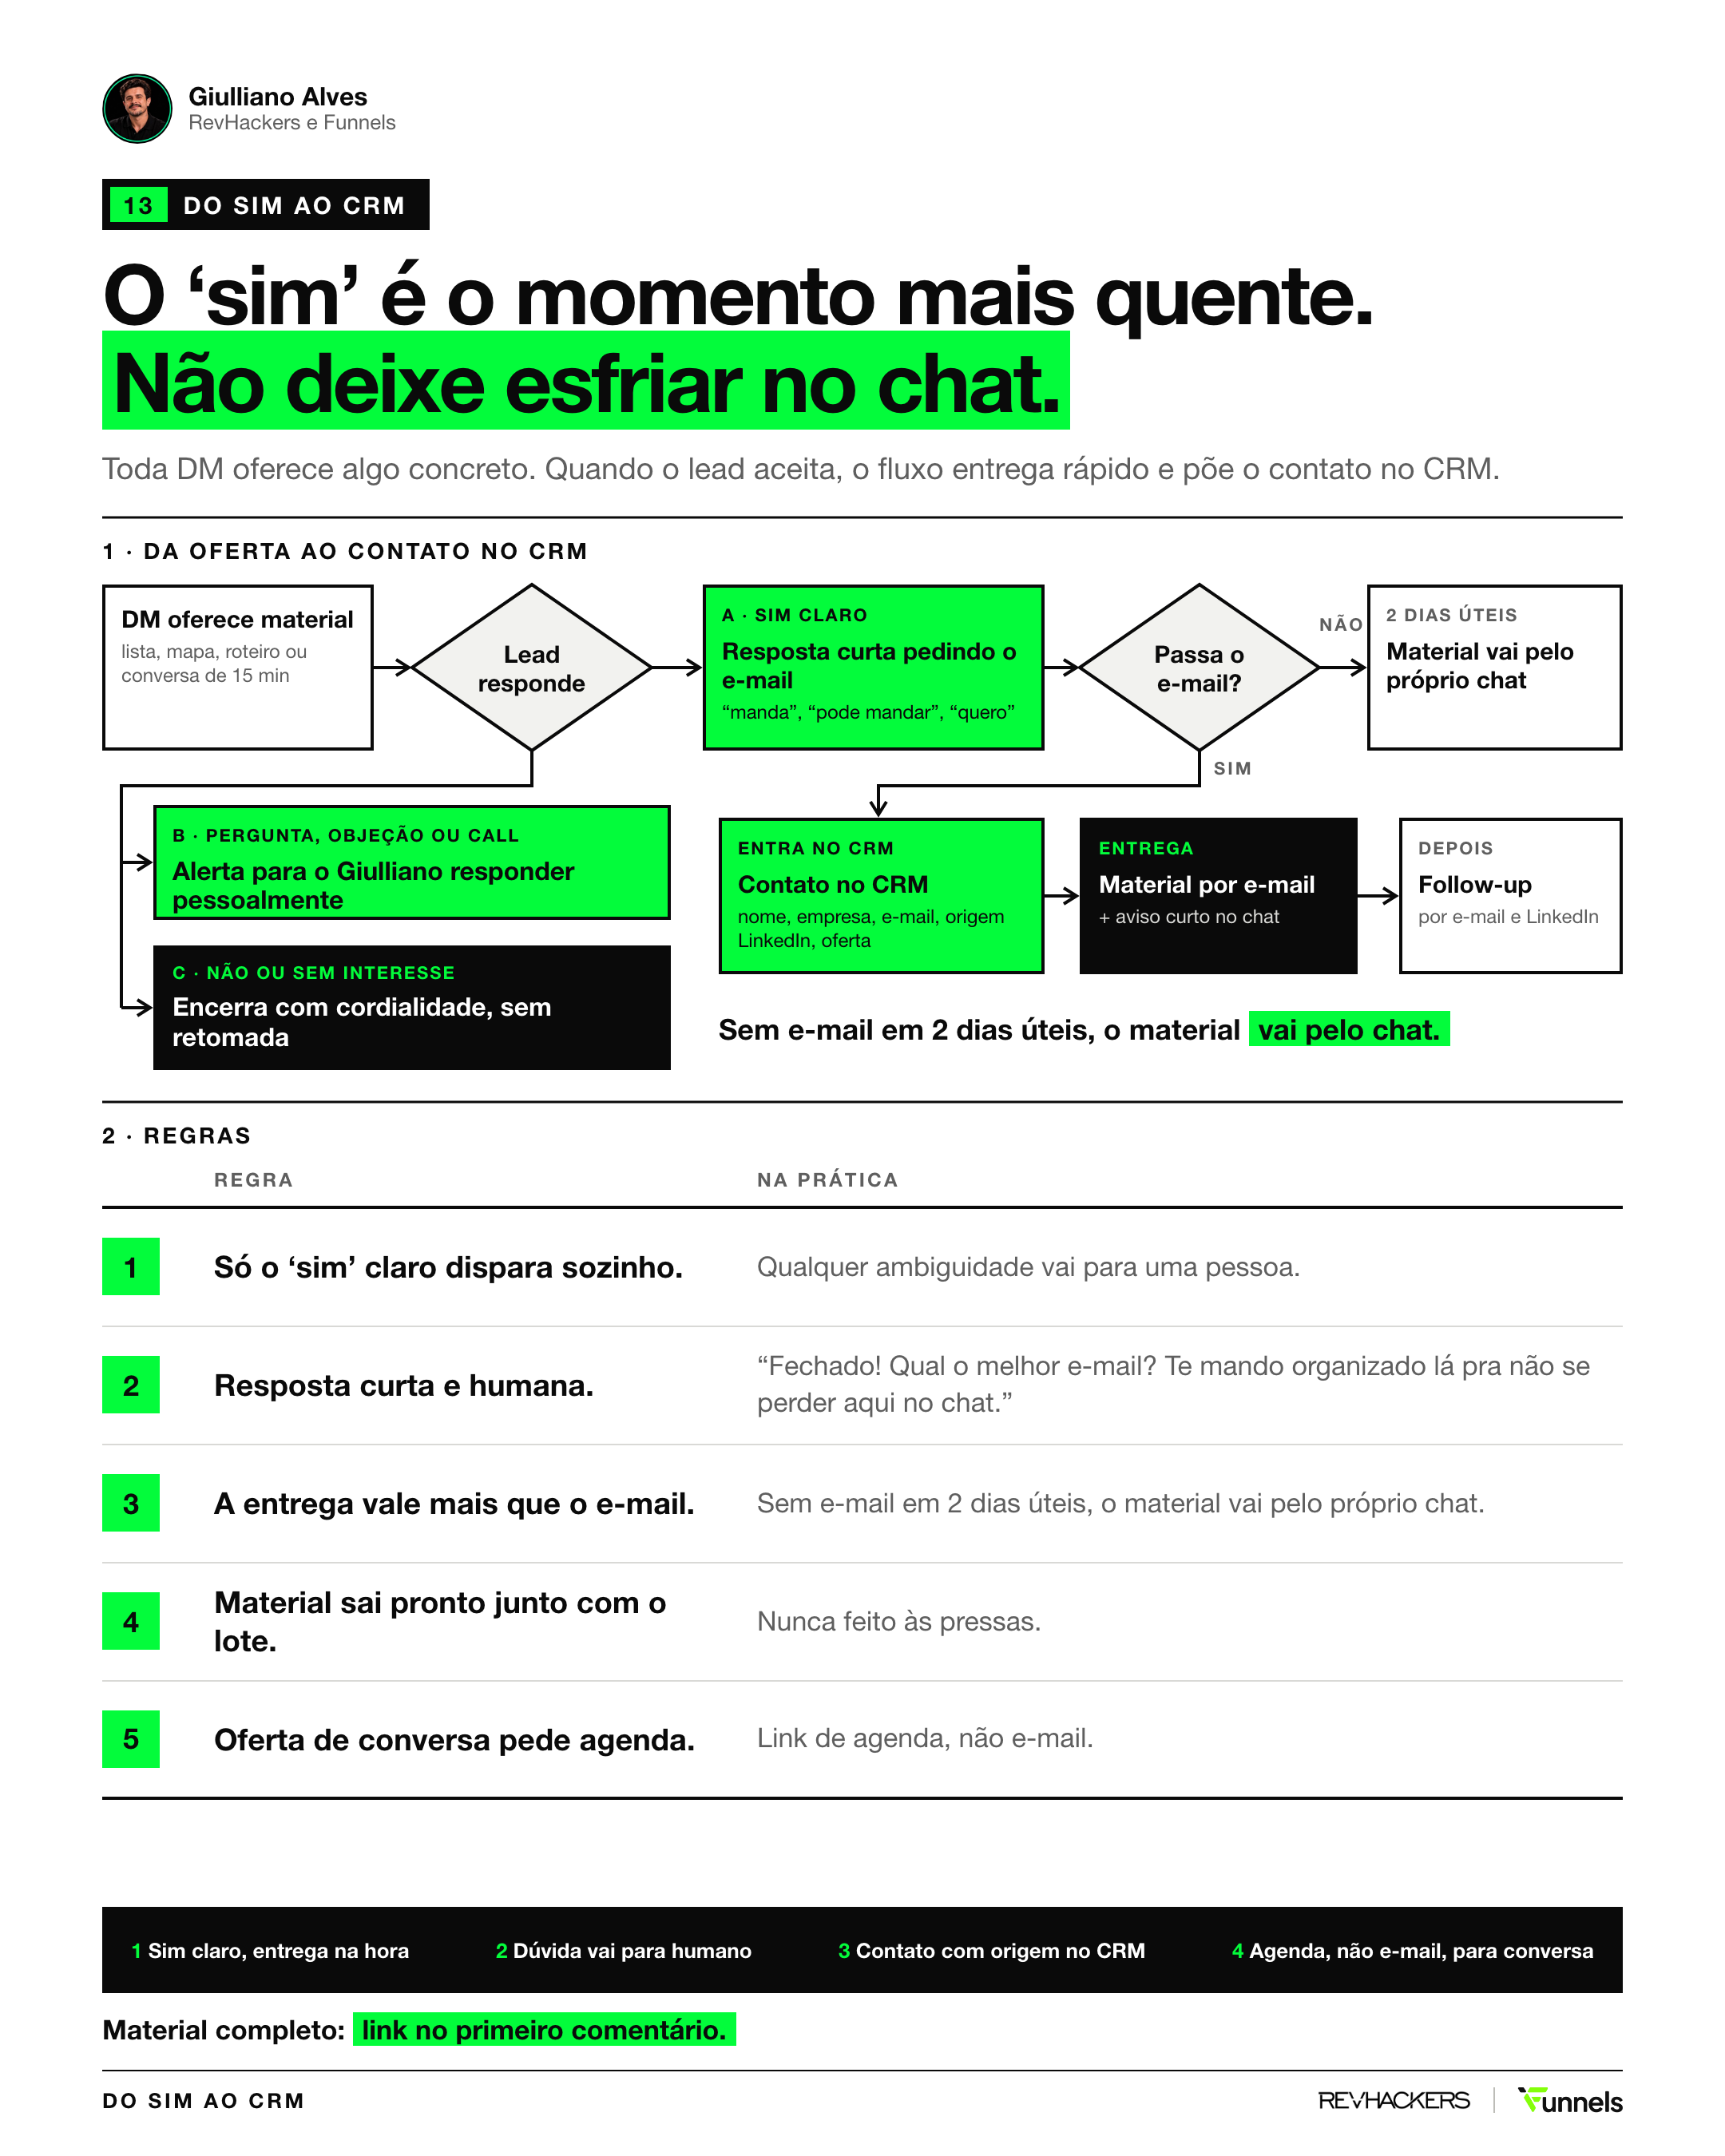 Giulliano Alves
RevHackers e Funnels
13 DO SIM AO CRM
O ‘sim’ é o momento mais quente.
Não deixe esfriar no chat.
Toda DM oferece algo concreto. Quando o lead aceita, o fluxo entrega rápido e põe o contato no CRM.
1 · DA OFERTA AO CONTATO NO CRM
DM oferece material
lista, mapa, roteiro ou
conversa de 15 min
Lead
responde
A · SIM CLARO
Resposta curta pedindo o
e-mail
“manda”, “pode mandar”, “quero”
Passa o
e-mail?
NÃO
2 DIAS ÚTEIS
Material vai pelo
próprio chat
SIM
B · PERGUNTA, OBJEÇÃO OU CALL
Alerta para o Giulliano responder
pessoalmente
C · NÃO OU SEM INTERESSE
Encerra com cordialidade, sem
retomada
ENTRA NO CRM
Contato no CRM
nome, empresa, e-mail, origem
LinkedIn, oferta
ENTREGA
Material por e-mail
+ aviso curto no chat
DEPOIS
Follow-up
por e-mail e LinkedIn
Sem e-mail em 2 dias úteis, o material vai pelo chat.
2 · REGRAS
REGRA NA PRÁTICA
1 Só o ‘sim’ claro dispara sozinho. Qualquer ambiguidade vai para uma pessoa.
2 Resposta curta e humana. “Fechado! Qual o melhor e-mail? Te mando organizado lá pra não se
perder aqui no chat.”
3 A entrega vale mais que o e-mail. Sem e-mail em 2 dias úteis, o material vai pelo próprio chat.
4 Material sai pronto junto com o
lote. Nunca feito às pressas.
5 Oferta de conversa pede agenda. Link de agenda, não e-mail.
1 Sim claro, entrega na hora 2 Dúvida vai para humano 3 Contato com origem no CRM 4 Agenda, não e-mail, para conversa
Material completo: link no primeiro comentário.
DO SIM AO CRM REVHACKERS Funnels